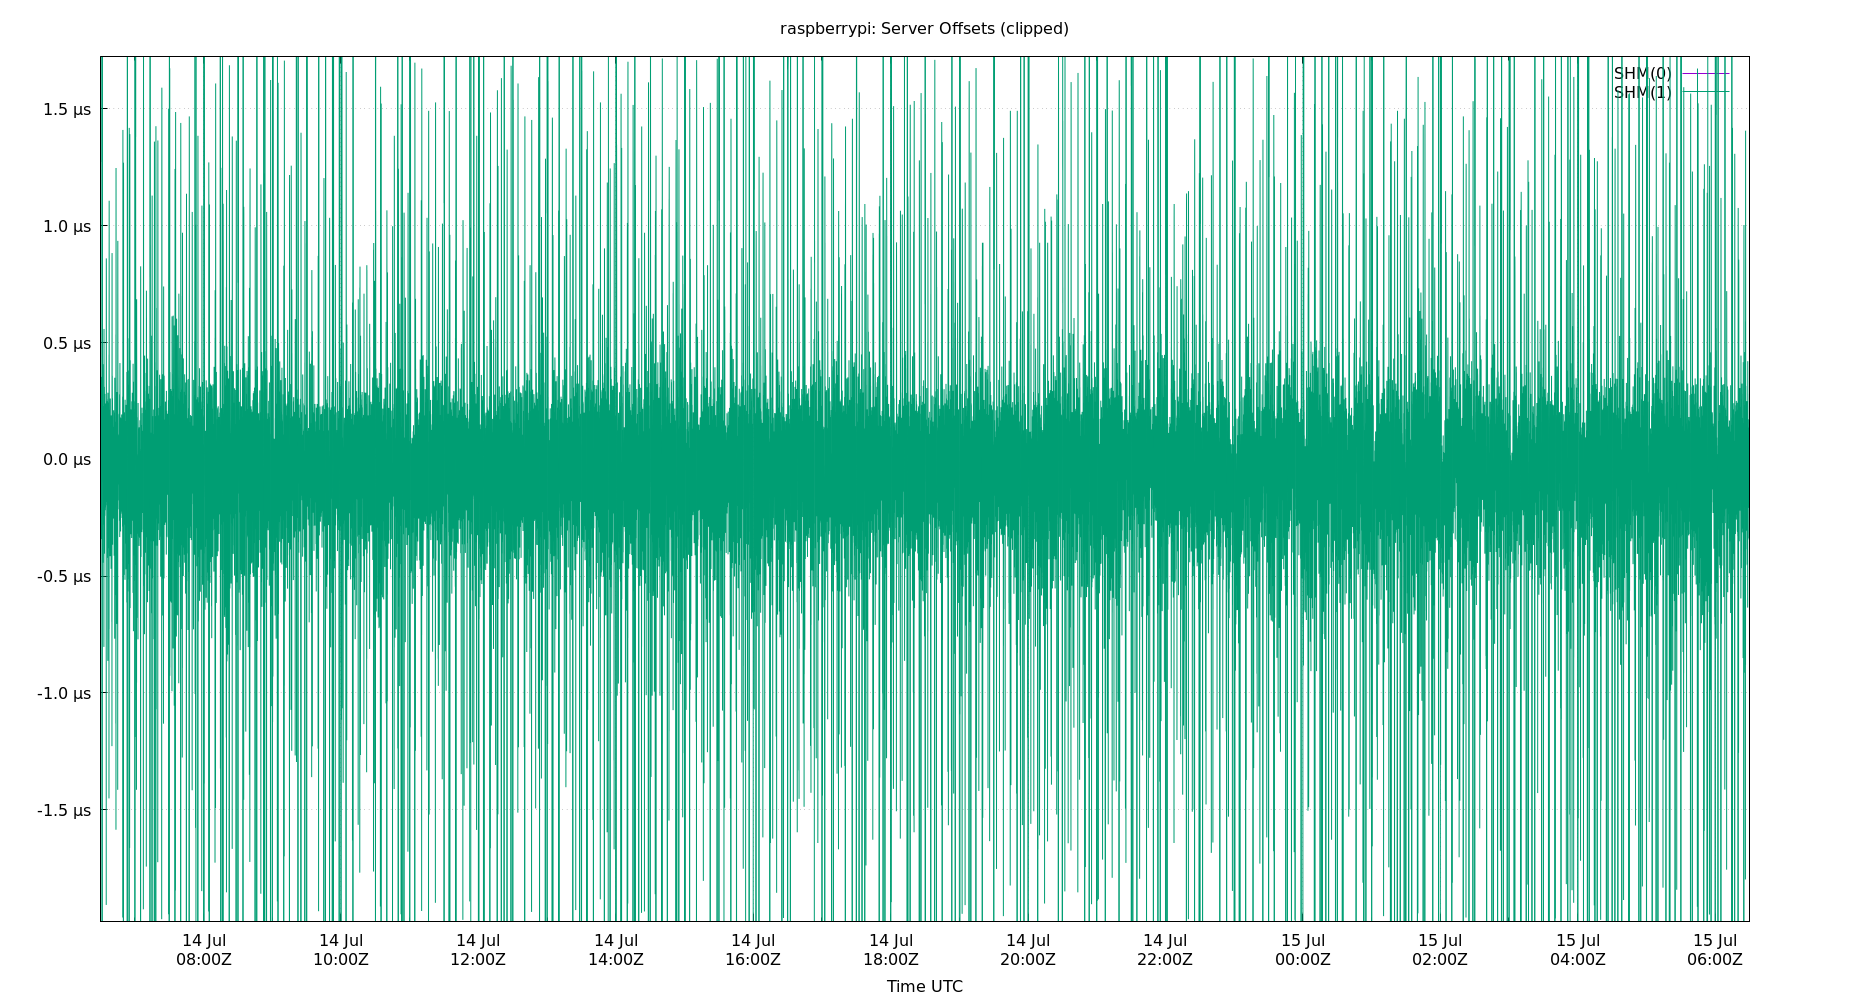 raspberrypi: Server Offsets (clipped)
SHM(0)
SHM(1)
1.5 µs
1.0 µs
0.5 µs
0.0 µs
-0.5 µs
-1.0 µs
-1.5 µs
14 Jul 14 Jul 14 Jul 14 Jul 14 Jul 14 Jul 14 Jul 14 Jul 15 Jul 15 Jul 15 Jul 15 Jul
08:00Z 10:00Z 12:00Z 14:00Z 16:00Z 18:00Z 20:00Z 22:00Z 00:00Z 02:00Z 04:00Z 06:00Z
Time UTC